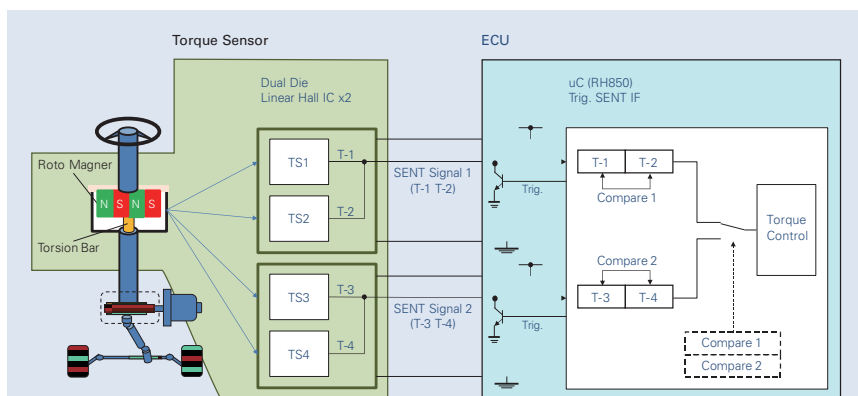 Torque Sensor
ECU
Dual Die
Linear Hall IC x2
uC (RH850)
Trig. SENT IF
Roto Magner
N S N S
Torsion Bar
TS1
T-1
TS2
T-2
SENT Signal 1
(T-1 T-2)
Trig.
T-1 T-2
Compare 1
Torque
Control
TS3
T-3
TS4
T-4
SENT Signal 2
(T-3 T-4)
Trig.
Compare 2
T-3 T-4
Compare 1
Compare 2